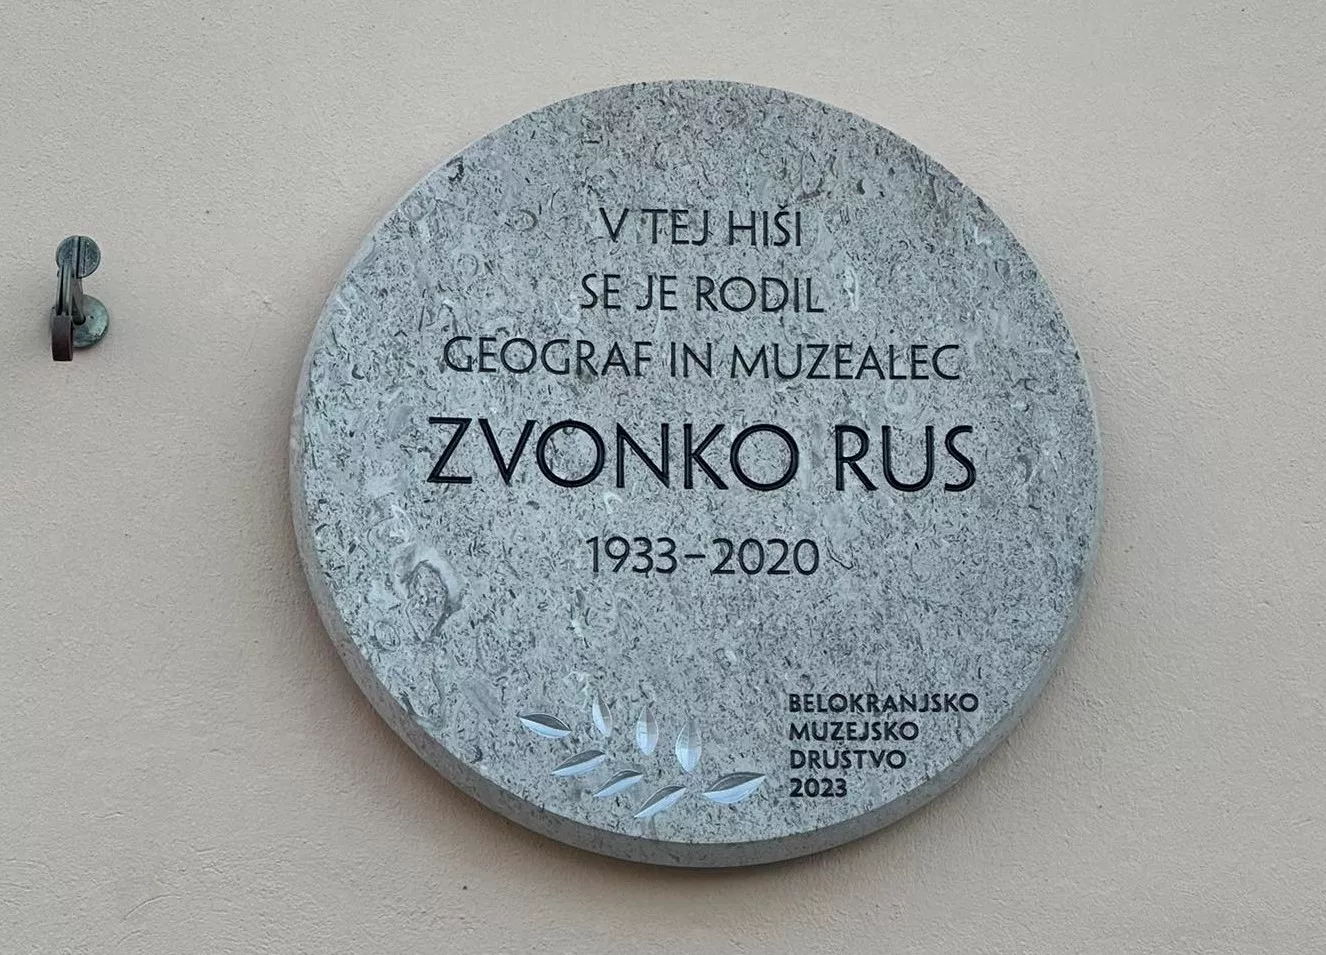 V TEJ HIŠI
SE JE RODIL
GEOGRAF IN MUZEALEC
ZVONKO RUS
1933–2020
BELOKRANJSKO
MUZEJSKO
DRUŠTVO
2023